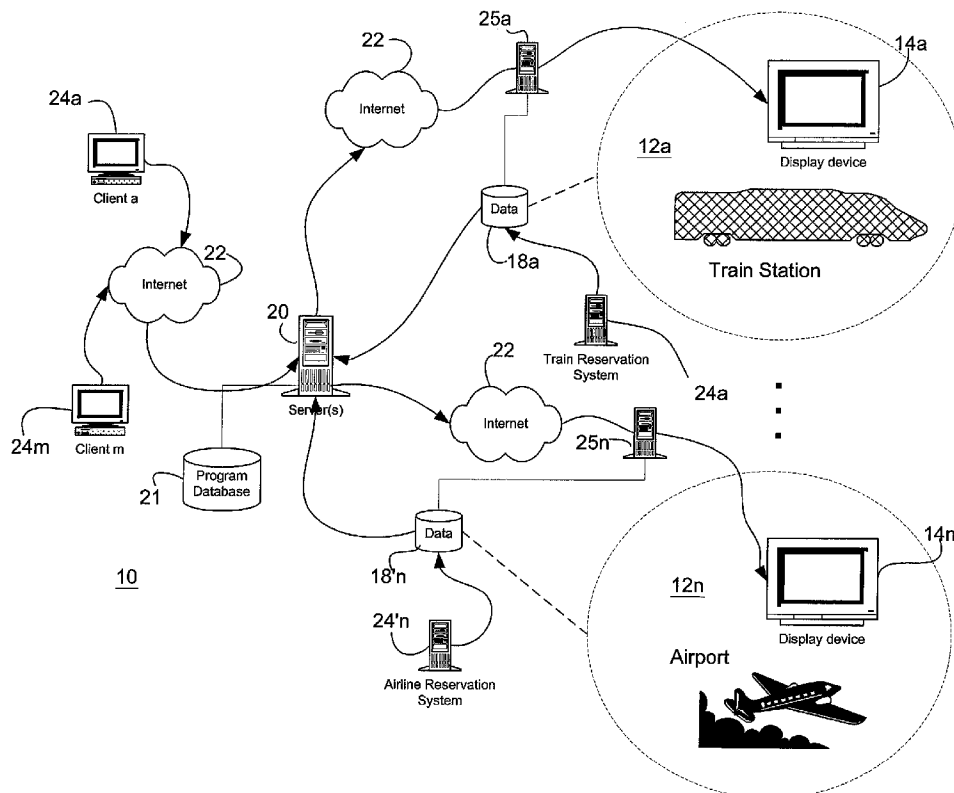 25a
22
14a
24a
Internet
12a
Display device
Client a
Data
22
18a
Train Station
Internet
20
Train Reservation
System
22
24a
Server(s)
Internet
24m
Client m
25n
Program
Database
21
14n
Data
10
18'n
12n
24'n
Display device
Airport
Airline Reservation
System